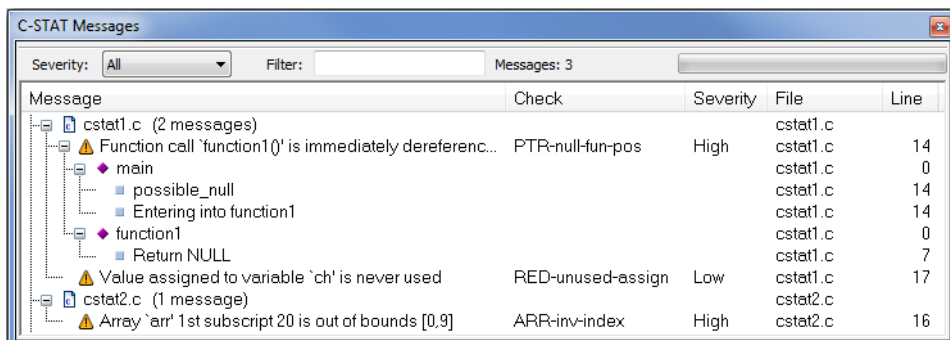 C-STAT Messages
Severity: All Filter: Messages: 3
Message Check Severity File Line
cstat1.c (2 messages) cstat1.c
Function call `function1()' is immediately dereferenc... PTR-null-fun-pos High cstat1.c 14
main cstat1.c 0
possible_null cstat1.c 14
Entering into function1 cstat1.c 14
function1 cstat1.c 0
Return NULL cstat1.c 7
Value assigned to variable `ch' is never used RED-unused-assign Low cstat1.c 17
cstat2.c (1 message) cstat2.c
Array `arr' 1st subscript 20 is out of bounds [0,9] ARR-inv-index High cstat2.c 16